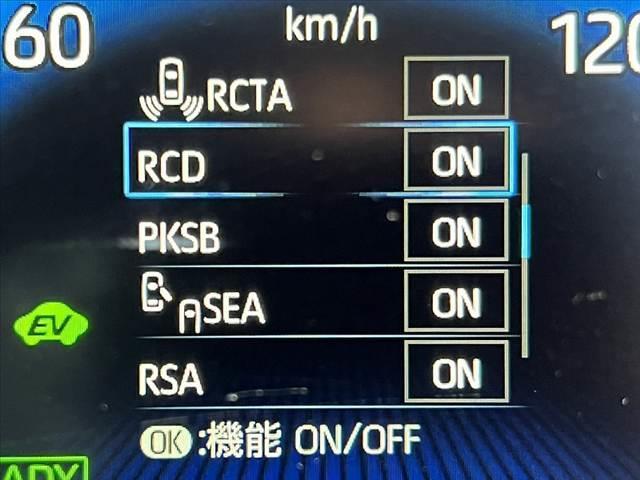 60 km/h 120
RCTA ON
RCD ON
PKSB ON
SEA ON
EV
RSA ON
OK :機能 ON/OFF